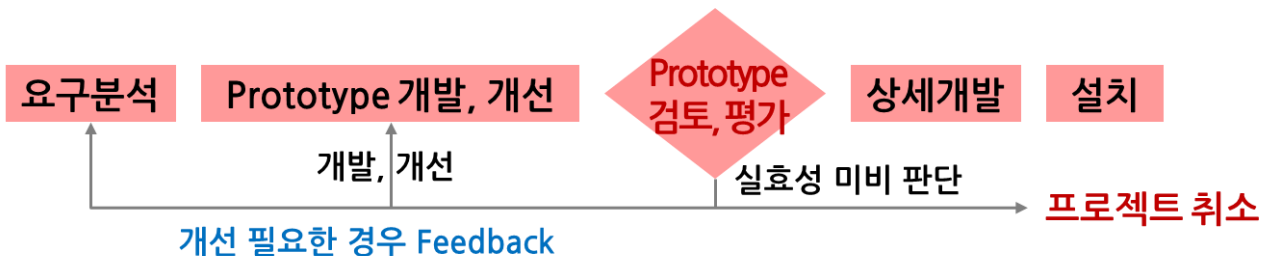 요구분석
Prototype 개발, 개선
Prototype
검토, 평가
상세개발
설치
개발, 개선
실효성 미비 판단
프로젝트 취소
개선 필요한 경우 Feedback